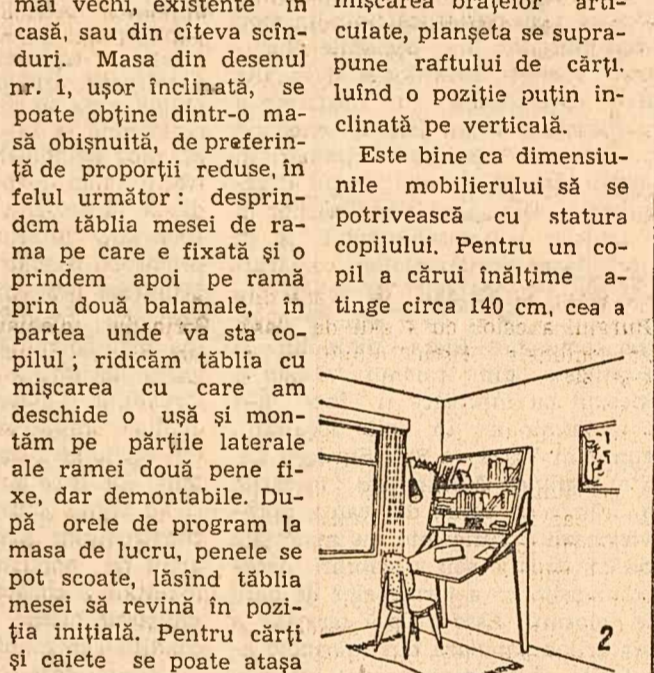 mai vechi, existente în
casă, sau din cîteva scîn-
duri. Masa din desenul
nr. 1, ușor înclinată, se
poate obține dintr-o ma-
să obișnuită, de preferin-
ță de proporții reduse, în
felul următor : desprin-
dem tăblia mesei de ra-
ma pe care e fixată și o
prindem apoi pe ramă
prin două balamale, în
partea unde va sta co-
pilul ; ridicăm tăblia cu
mișcarea cu care am
deschide o ușă și mon-
tăm pe părțile laterale
ale ramei două pene fi-
xe, dar demontabile. Du-
pă orele de program la
masa de lucru, penele se
pot scoate, lăsînd tăblia
mesei să revină în pozi-
ția inițială. Pentru cărți
și caiete se poate atașa
mișcarea brațelor arti-
culate, planșeta se supra-
pune raftului de cărți,
luînd o poziție puțin în-
clinată pe verticală.
Este bine ca dimensiu-
nile mobilierului să se
potrivească cu statura
copilului. Pentru un co-
pil a cărui înălțime a-
tinge circa 140 cm, cea a
2